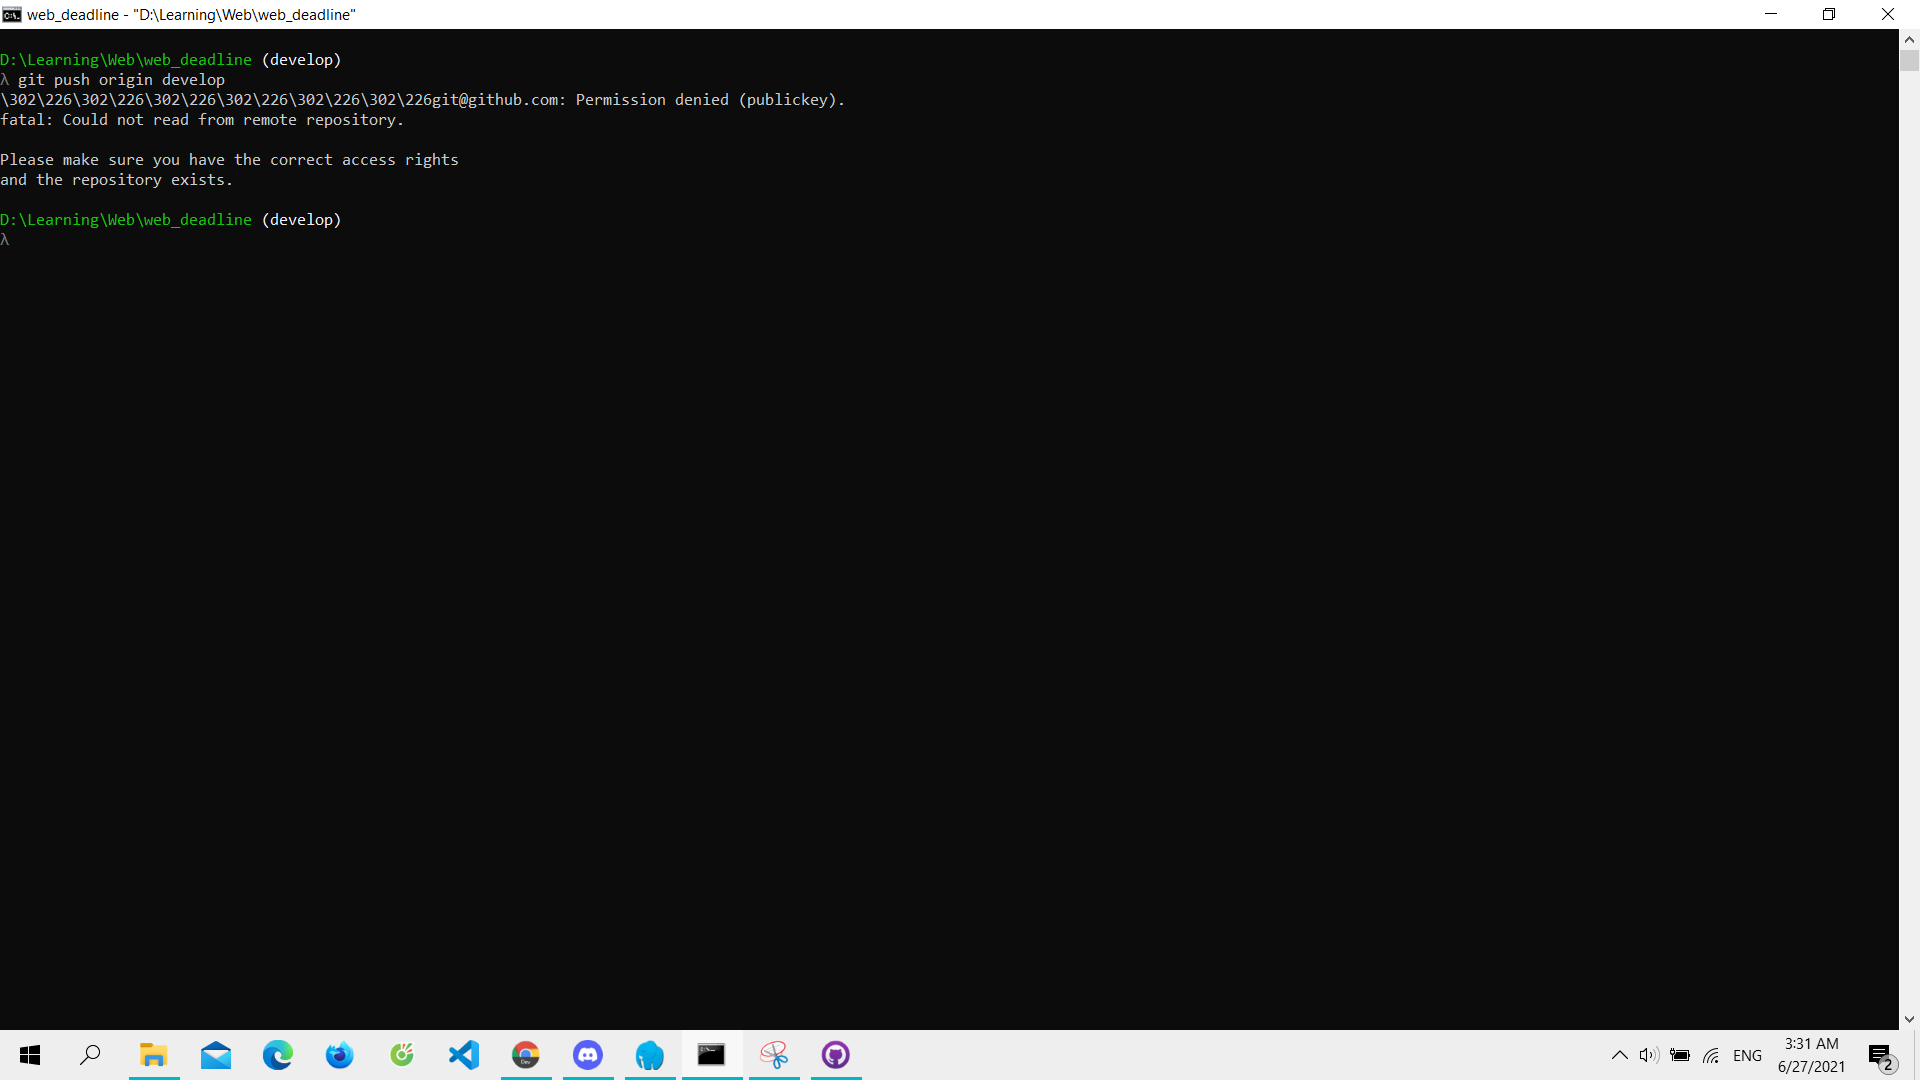 web_deadline - "D:\Learning\Web\web_deadline"
D:\Learning\Web\web_deadline (develop)
λ git push origin develop
\302\226\302\226\302\226\302\226\302\226\302\226git@github.com: Permission denied (publickey).
fatal: Could not read from remote repository.
Please make sure you have the correct access rights
and the repository exists.
D:\Learning\Web\web_deadline (develop)
λ
ENG
3:31 AM
6/27/2021
2